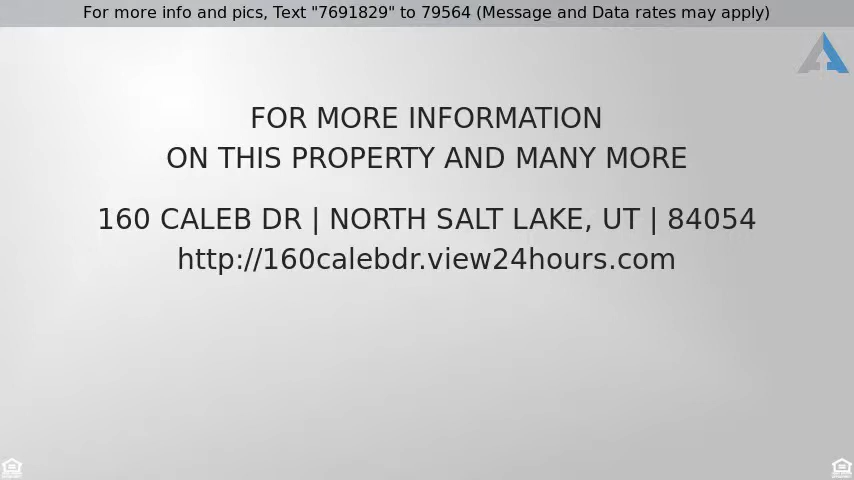 For more info and pics, Text "7691829" to 79564 (Message and Data rates may apply)
FOR MORE INFORMATION
ON THIS PROPERTY AND MANY MORE
160 CALEB DR | NORTH SALT LAKE, UT | 84054
http://160calebdr.view24hours.com